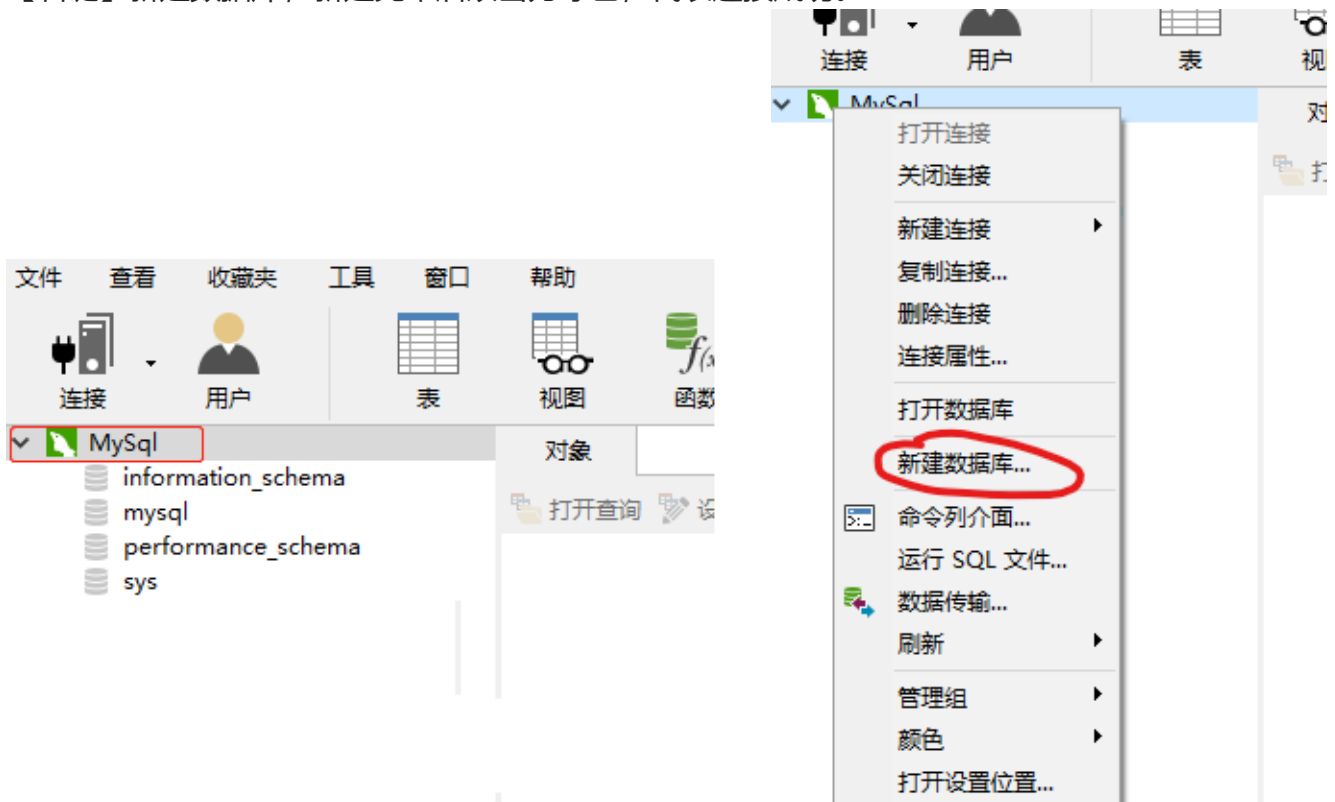 连接
用户
表
MySql
打开连接
关闭连接
新建连接
复制连接...
删除连接
连接属性...
打开数据库
新建数据库...
命令列介面...
运行 SQL 文件...
数据传输...
刷新
管理组
颜色
打开设置位置...
文件 查看 收藏夹 工具 窗口 帮助
连接 用户 表 视图 函数
MySql
information_schema
mysql
performance_schema
sys
对象
打开查询